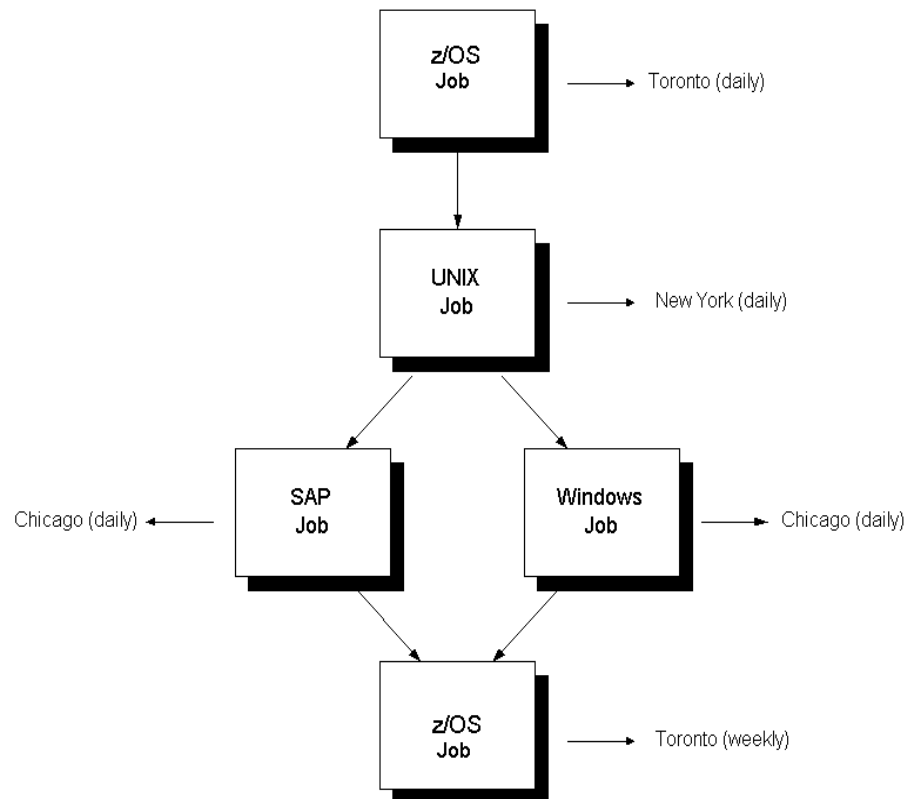 z/OS
Job
Toronto (daily)
UNIX
Job
New York (daily)
Chicago (daily)
SAP
Job
Windows
Job
Chicago (daily)
z/OS
Job
Toronto (weekly)